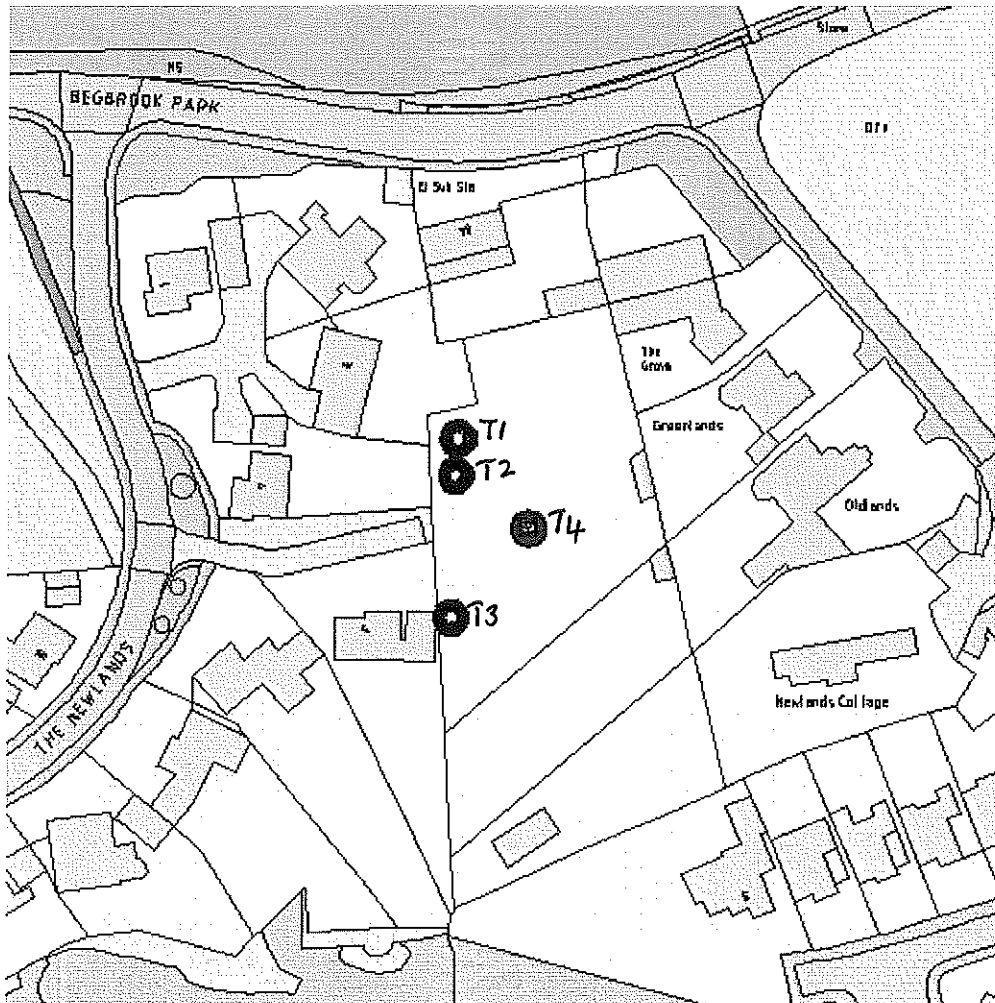 BEGBROOK PARK
El Sub Sta
The
Grove
Greenlands
Oldlands
T1
T2
T4
T3
Newlands Cottage
THE NEWLANDS